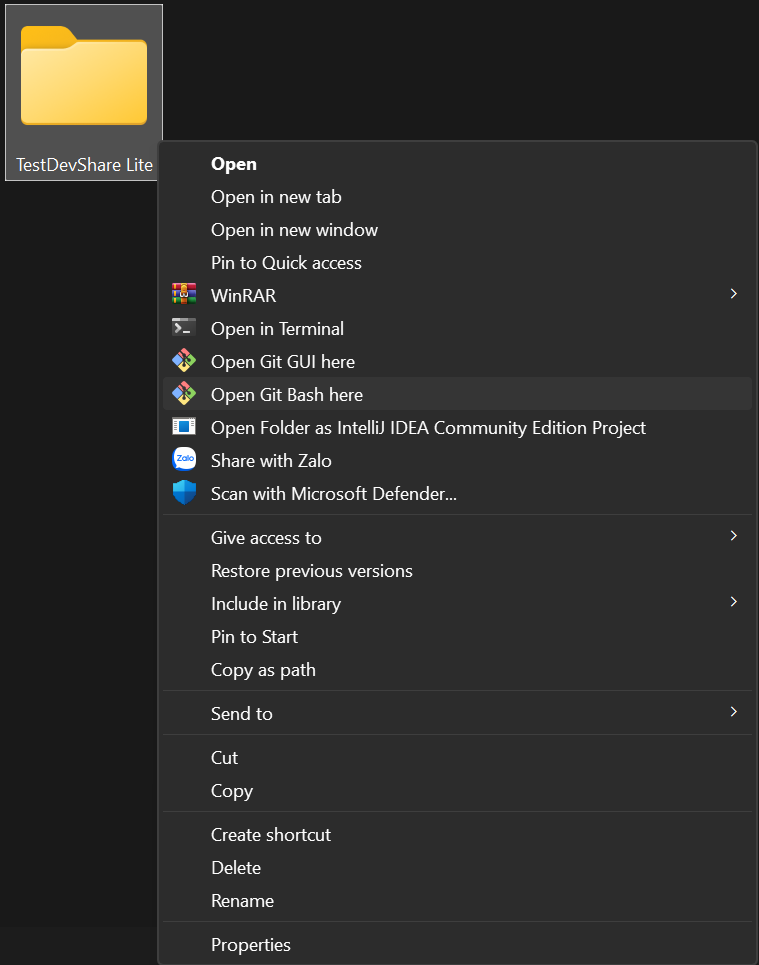 TestDevShare Lite
Open
Open in new tab
Open in new window
Pin to Quick access
WinRAR
Open in Terminal
Open Git GUI here
Open Git Bash here
Open Folder as IntelliJ IDEA Community Edition Project
Zalo
Share with Zalo
Scan with Microsoft Defender...
Give access to
Restore previous versions
Include in library
Pin to Start
Copy as path
Send to
Cut
Copy
Create shortcut
Delete
Rename
Properties